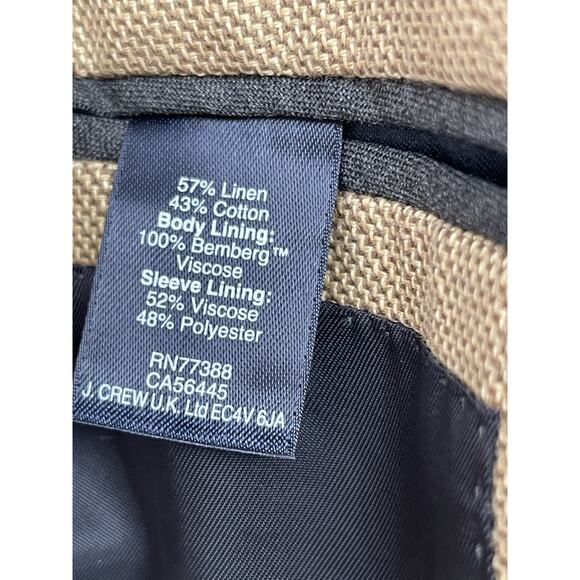 57% Linen
43% Cotton
Body Lining:
100% Bemberg™
Viscose
Sleeve Lining:
52% Viscose
48% Polyester
RN77388
CA56445
J. CREW U.K. Ltd EC4V 6JA